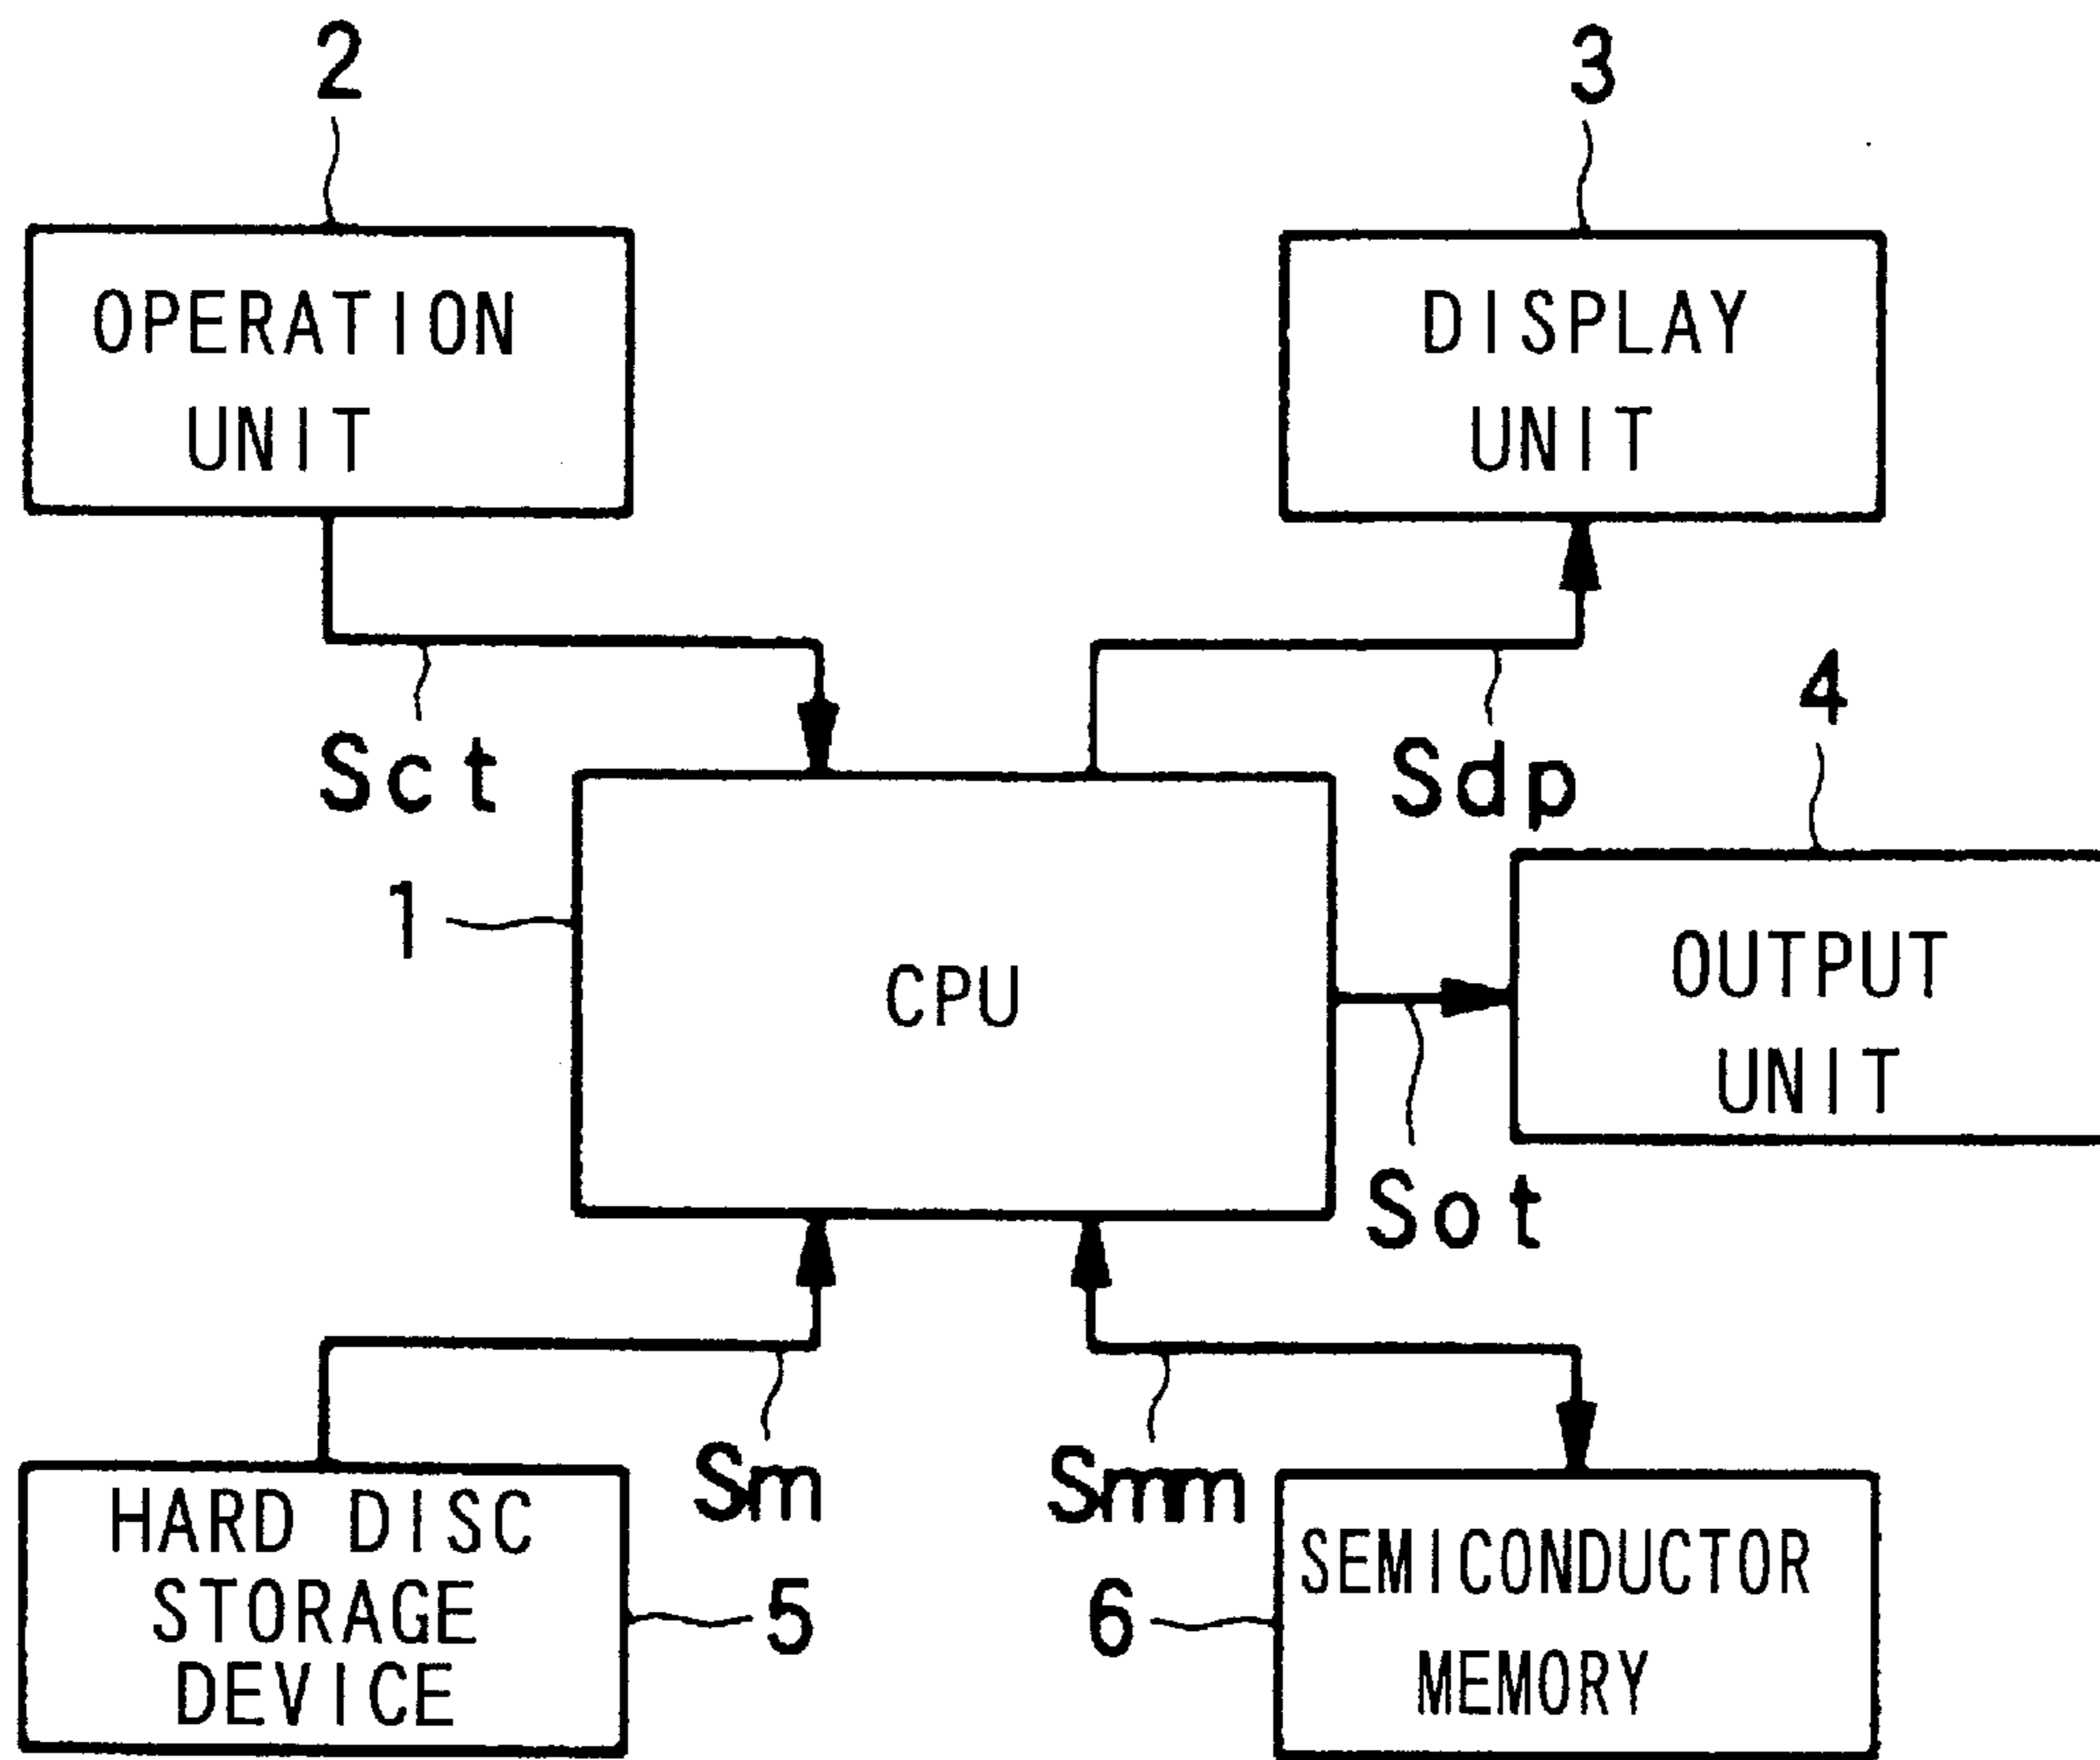 2
3
OPERATION
UNIT
DISPLAY
UNIT
4
Sct
Sdp
1
CPU
OUTPUT
UNIT
Sot
Sm
Smm
HARD DISC
STORAGE
DEVICE
5
6
SEMICONDUCTOR
MEMORY